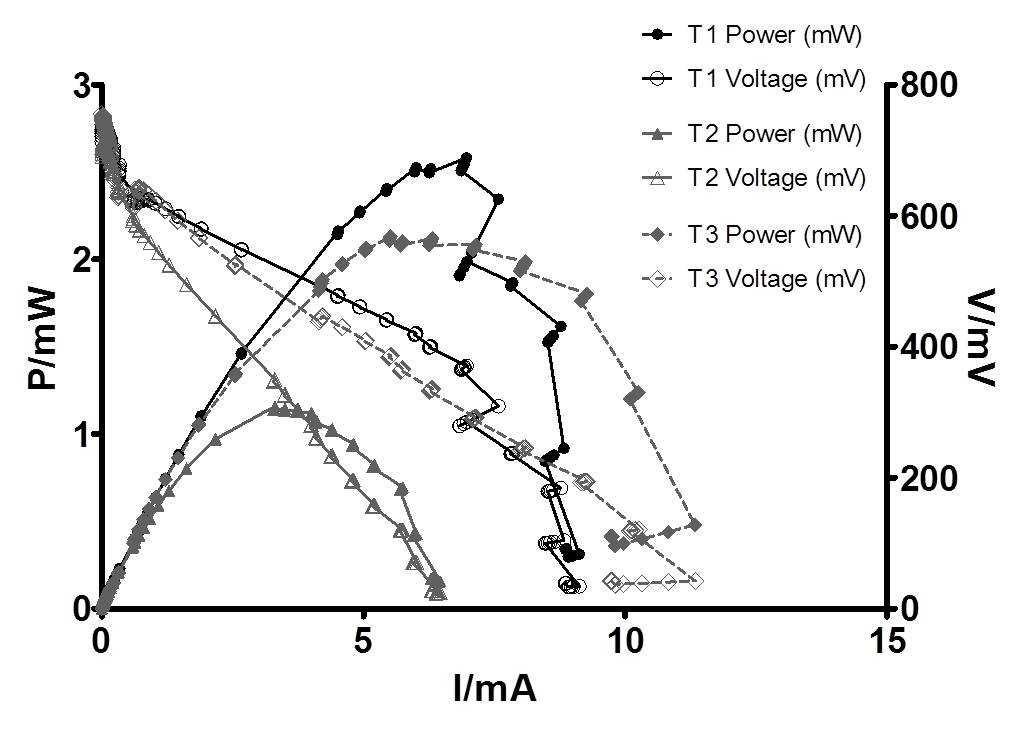 T1 Power (mW)
T1 Voltage (mV)
T2 Power (mW)
T2 Voltage (mV)
T3 Power (mW)
T3 Voltage (mV)
3
2
1
0
P/mW
800
600
400
200
0
V/mV
0
5
10
15
I/mA